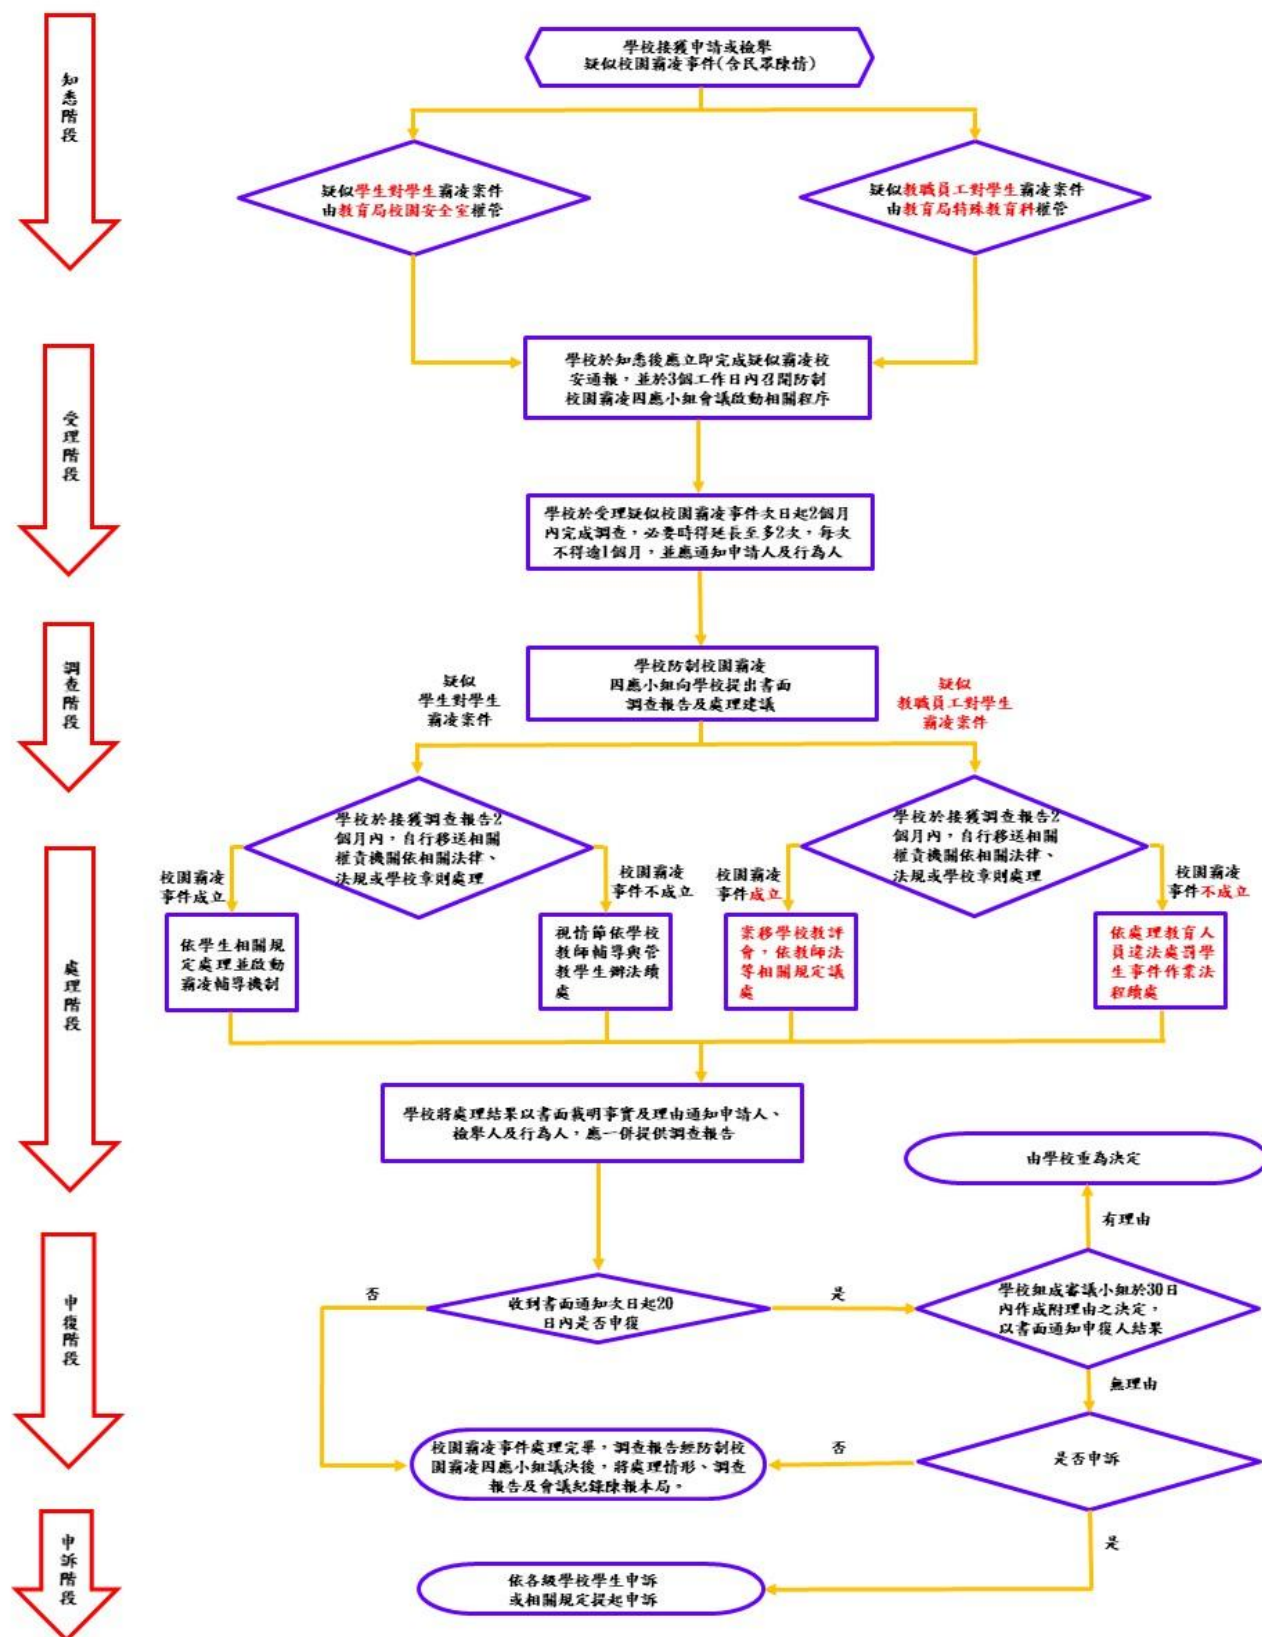 知悉階段
學校接獲申請或檢舉
疑似校園霸凌事件(含民眾陳情)
疑似學生對學生霸凌案件
由教育局校園安全室權管
疑似教職員工對學生霸凌案件
由教育局特殊教育科權管
受理階段
學校於知悉後應立即完成疑似霸凌校
安通報，並於3個工作日內召開防制
校園霸凌因應小組會議啟動相關程序
學校於受理疑似校園霸凌事件次日起2個月
內完成調查，必要時得延長至多2次，每次
不得逾1個月，並應通知申請人及行為人
調查階段
學校防制校園霸凌
因應小組向學校提出書面
調查報告及處理建議
疑似
學生對學生
霸凌案件
疑似
教職員工對學生
霸凌案件
處理階段
學校於接獲調查報告2
個月內，自行移送相關
權責機關依相關法律、
法規或學校章則處理
學校於接獲調查報告2
個月內，自行移送相關
權責機關依相關法律、
法規或學校章則處理
校園霸凌
事件成立
校園霸凌
事件不成立
校園霸凌
事件成立
校園霸凌
事件不成立
依學生相關規
定處理並啟動
霸凌輔導機制
視情節依學校
教師輔導與管
教學生辦法續
處
案移學校教評
會，依教師法
等相關規定議
處
依處理教育人
員違法處罰學
生事件作業法
程續處
學校將處理結果以書面載明事實及理由通知申請人、
檢舉人及行為人，應一併提供調查報告
由學校重為決定
有理由
申復階段
否
收到書面通知次日起20
日內是否申復
是
學校組成審議小組於30日
內作成附理由之決定，
以書面通知申復人結果
無理由
校園霸凌事件處理完畢，調查報告經防制校
園霸凌因應小組議決後，將處理情形、調查
報告及會議紀錄陳報本局。
否
是否申訴
申訴階段
是
依各級學校學生申訴
或相關規定提起申訴